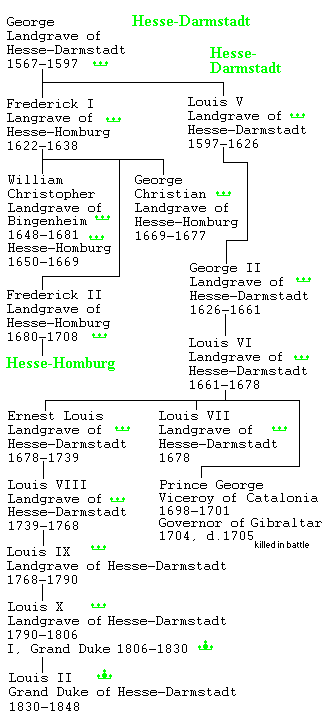 George
Landgrave of
Hesse-Darmstadt
1567-1597
Hesse-Darmstadt
Hesse-
Darmstadt
Frederick I
Langrave of
Hesse-Homburg
1622-1638
Louis V
Landgrave of
Hesse-Darmstadt
1597-1626
William
Christopher
Landgrave of
Bingenheim
1648-1681
Hesse-Homburg
1650-1669
George
Christian
Landgrave of
Hesse-Homburg
1669-1677
George II
Landgrave of
Hesse-Darmstadt
1626-1661
Frederick II
Landgrave of
Hesse-Homburg
1680-1708
Hesse-Homburg
Louis VI
Landgrave of
Hesse-Darmstadt
1661-1678
Ernest Louis
Landgrave of
Hesse-Darmstadt
1678-1739
Louis VII
Landgrave of
Hesse-Darmstadt
1678
Louis VIII
Landgrave of
Hesse-Darmstadt
1739-1768
Prince George
Viceroy of Catalonia
1698-1701
Governor of Gibraltar
1704, d.1705
killed in battle
Louis IX
Landgrave of Hesse-Darmstadt
1768-1790
Louis X
Landgrave of Hesse-Darmstadt
1790-1806
I, Grand Duke 1806-1830
Louis II
Grand Duke of Hesse-Darmstadt
1830-1848